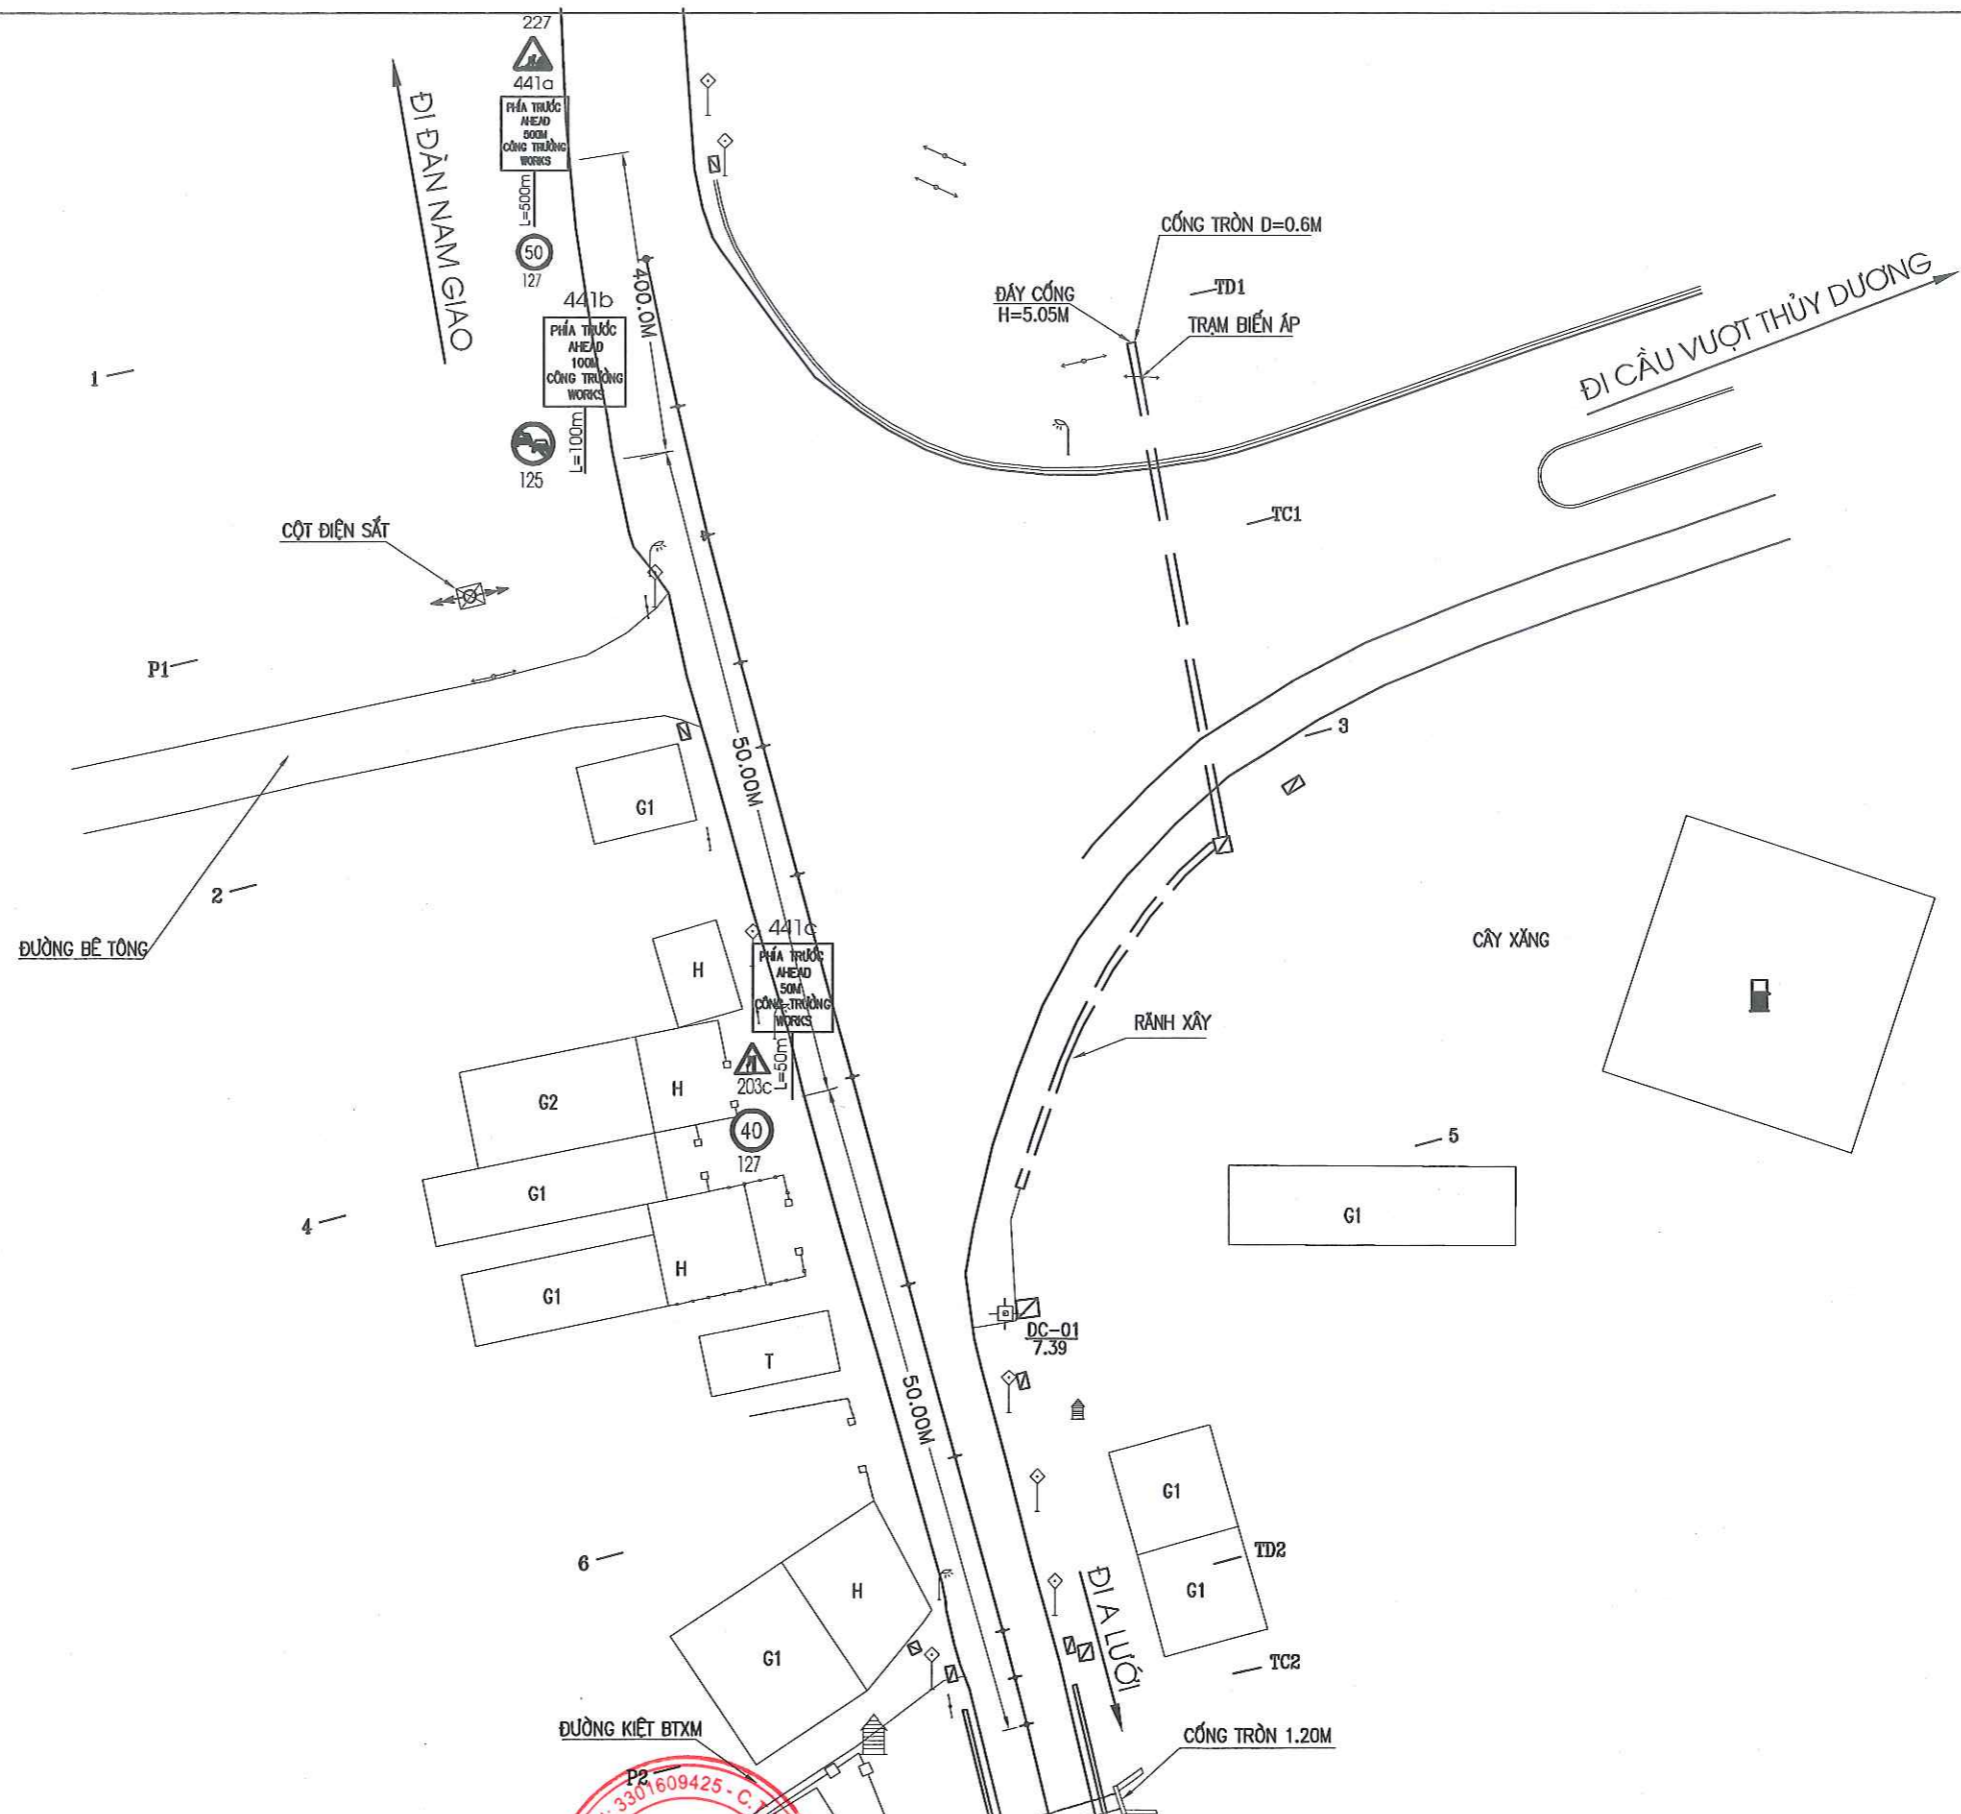 227
441a
PHÍA TRƯỚC
AHEAD
500M
CÔNG TRƯỜNG
WORKS
L=500m
50
127
ĐI ĐÀN NAM GIAO
400.0M
441b
PHÍA TRƯỚC
AHEAD
100M
CÔNG TRƯỜNG
WORKS
L=100m
125
CỐNG TRÒN D=0.6M
ĐÁY CỐNG
H=5.05M
TD1
TRẠM BIẾN ÁP
ĐI CẦU VƯỢT THỦY DƯƠNG
1
CỘT ĐIỆN SẮT
TC1
P1
3
50.00M
G1
2
ĐƯỜNG BÊ TÔNG
CÂY XĂNG
H
441c
PHÍA TRƯỚC
AHEAD
50M
CÔNG TRƯỜNG
WORKS
L=50m
203c
40
127
RÃNH XÂY
G2
H
5
G1
4
G1
H
G1
DC-01
7.39
T
50.00M
G1
6
TD2
G1
H
G1
ĐI A LƯỚI
TC2
ĐƯỜNG KIỆT BTXM
CỐNG TRÒN 1.20M
P2
3301609425 - C.T